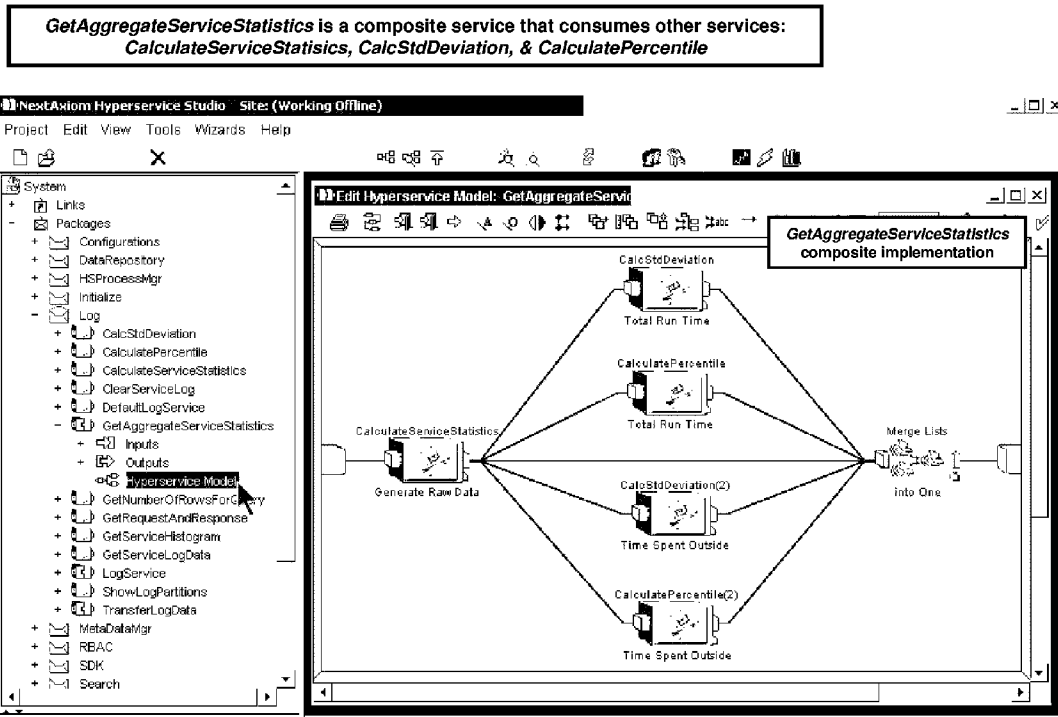 GetAggregateServiceStatistics is a composite service that consumes other services:
CalculateServiceStatisics, CalcStdDeviation, & CalculatePercentile
NextAxiom Hyperservice Studio Site: (Working Offline)
Project Edit View Tools Wizards Help
System
Links
Packages
Configurations
DataRepository
HSProcessMgr
Initialize
Log
CalcStdDeviation
CalculatePercentile
CalculateServiceStatistics
ClearServiceLog
DefaultLogService
GetAggregateServiceStatistics
Inputs
Outputs
Hyperservice Model
GetNumberOfRowsForQuery
GetRequestAndResponse
GetServiceHistogram
GetServiceLogData
LogService
ShowLogPartitions
TransferLogData
MetaDataMgr
RBAC
SDK
Search
Edit Hyperservice Model: GetAggregateServic
abc
GetAggregateServiceStatistics
composite implementation
CalcStdDeviation
Total Run Time
CalculatePercentile
Total Run Time
CalculateServiceStatistics
Generate Raw Data
Merge Lists
into One
CalcStdDeviation(2)
Time Spent Outside
CalculatePercentile(2)
Time Spent Outside